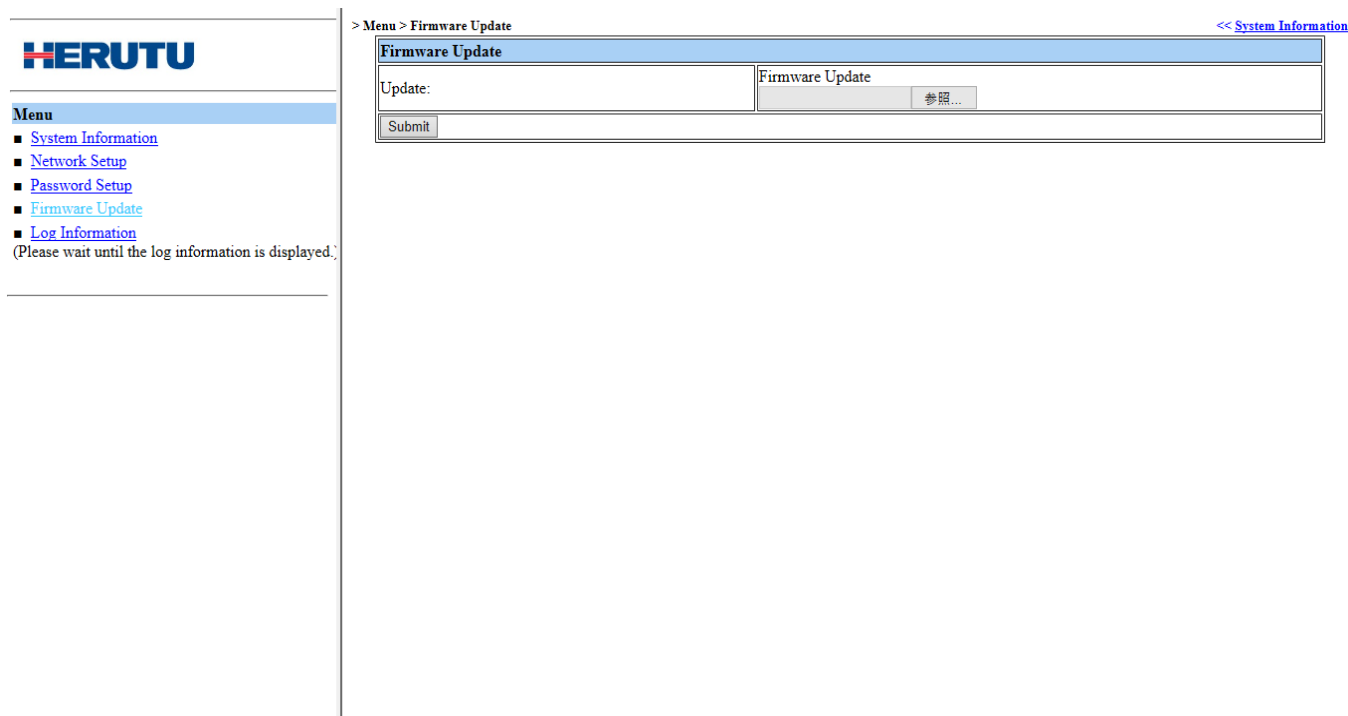 HERUTU
Menu
■ System Information
■ Network Setup
■ Password Setup
■ Firmware Update
■ Log Information
(Please wait until the log information is displayed.)
> Menu > Firmware Update
<< System Information
Firmware Update
Update:
Firmware Update
参照...
Submit